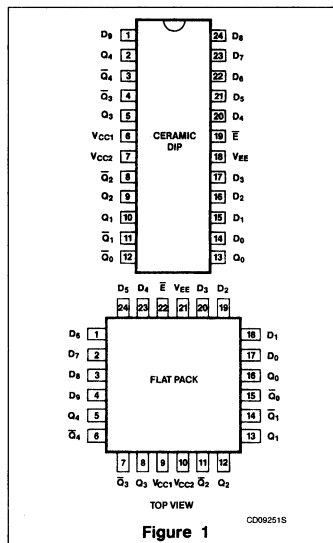 D9 1 24 D8
Q4 2 23 D7
Q̅4 3 22 D6
Q̅3 4 21 D5
Q3 5 20 D4
VCC1 6 19 E̅
VCC2 7 18 VEE
Q̅2 8 17 D3
Q2 9 16 D2
Q1 10 15 D1
Q̅1 11 14 D0
Q̅0 12 13 Q0
CERAMIC
DIP
D5 D4 E̅ VEE D3 D2
24 23 22 21 20 19
D6 1 18 D1
D7 2 17 D0
D8 3 16 Q0
D9 4 15 Q̅0
Q4 5 14 Q̅1
Q̅4 6 13 Q1
FLAT PACK
7 8 9 10 11 12
Q̅3 Q3 VCC1 VCC2 Q̅2 Q2
TOP VIEW
CD09251S
Figure 1